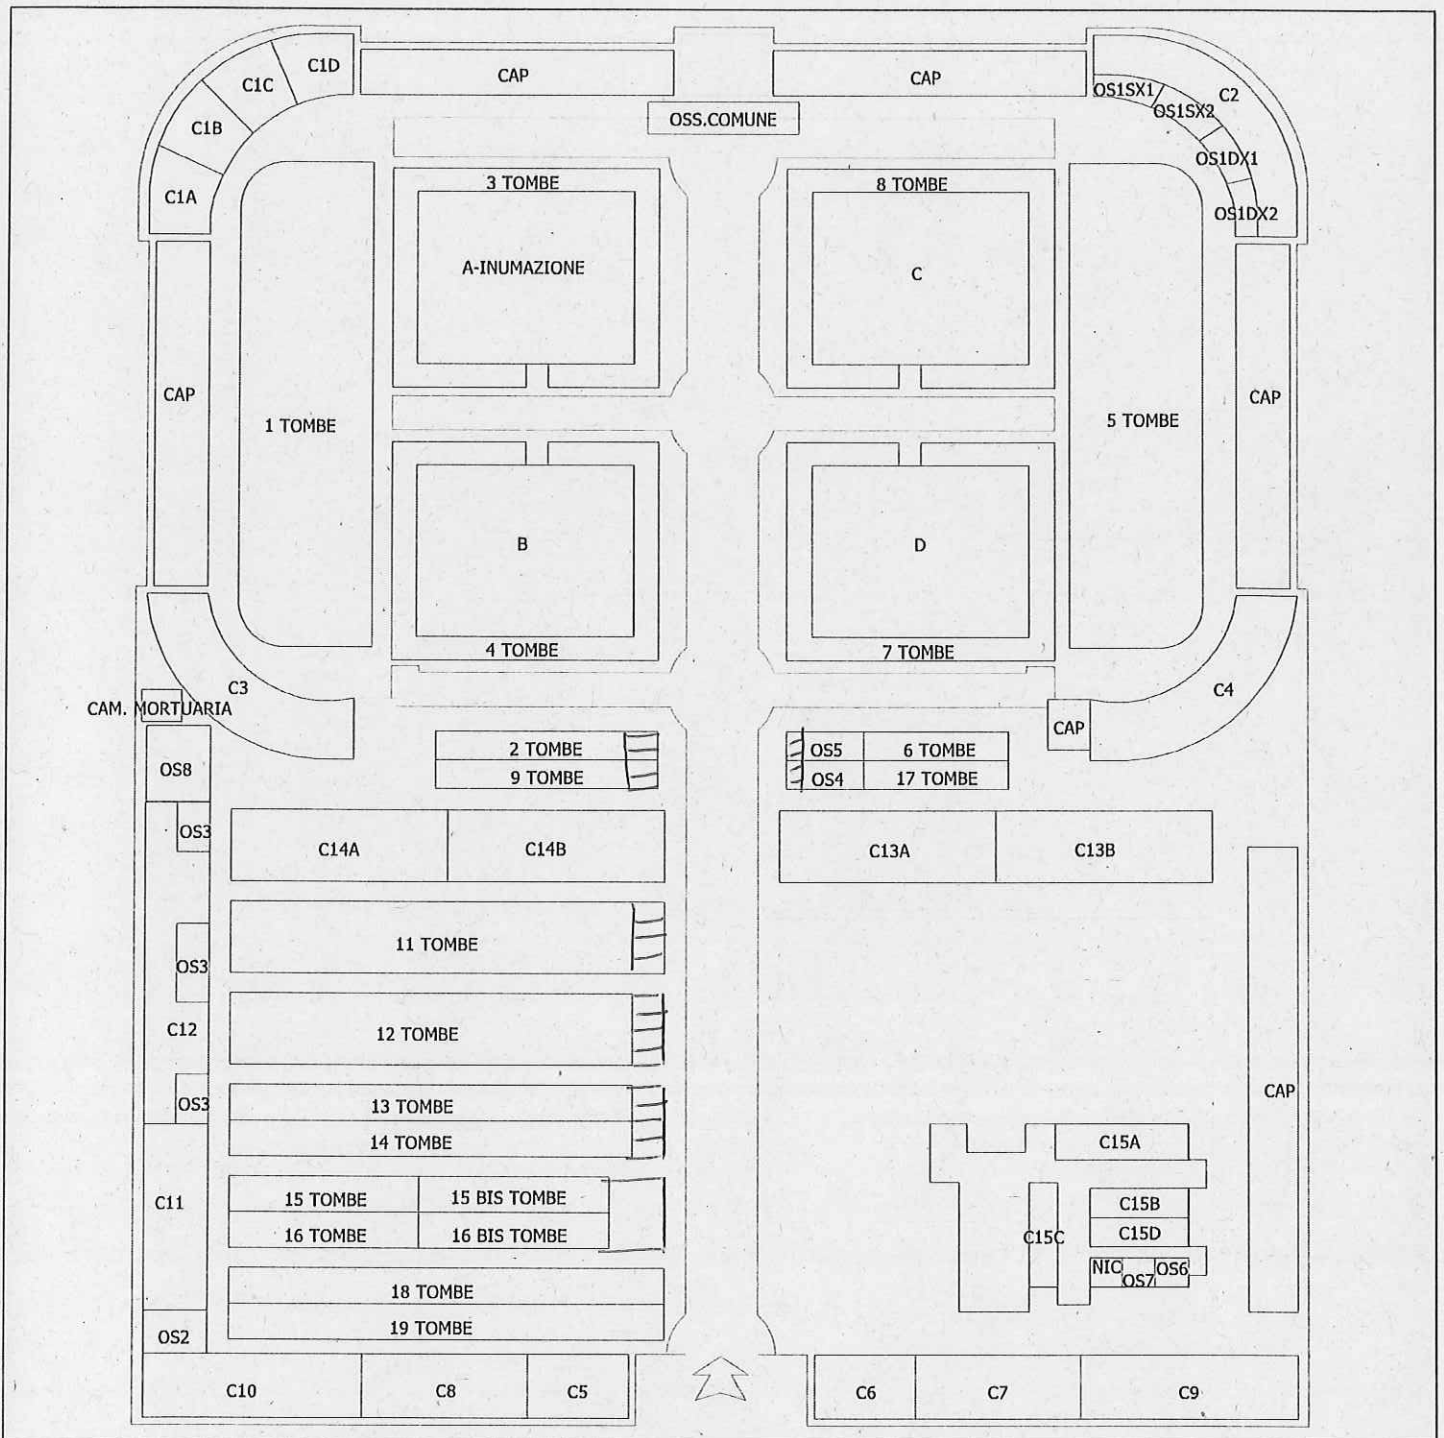 C1D
C1C
CAP
CAP
C2
OS1SX1
OS1SX2
C1B
OSS.COMUNE
OS1DX1
C1A
3 TOMBE
8 TOMBE
OS1DX2
A-INUMAZIONE
C
CAP
CAP
1 TOMBE
5 TOMBE
B
D
4 TOMBE
7 TOMBE
C3
C4
CAM. MORTUARIA
CAP
2 TOMBE
OS5
6 TOMBE
OS8
9 TOMBE
OS4
17 TOMBE
OS3
C14A
C14B
C13A
C13B
11 TOMBE
OS3
C12
12 TOMBE
CAP
OS3
13 TOMBE
14 TOMBE
C15A
C11
15 TOMBE
15 BIS TOMBE
C15B
16 TOMBE
16 BIS TOMBE
C15C
C15D
NIC
OS7
OS6
18 TOMBE
19 TOMBE
OS2
C10
C8
C5
C6
C7
C9